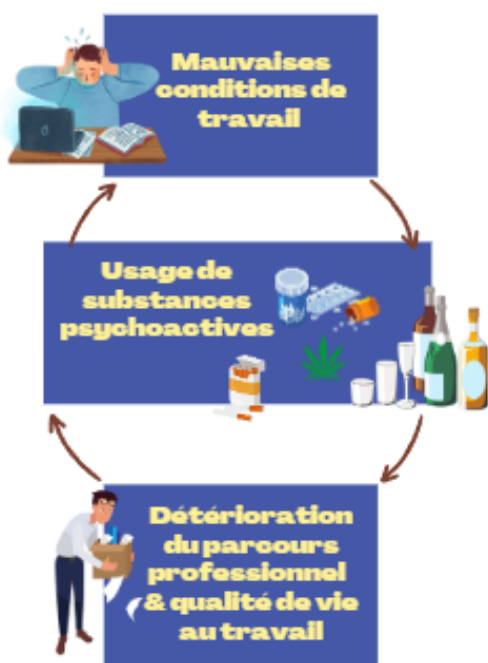 Mauvaises
conditions de
travail
Usage de
substances
psychoactives
Détérioration
du parcours
professionnel
& qualité de vie
au travail